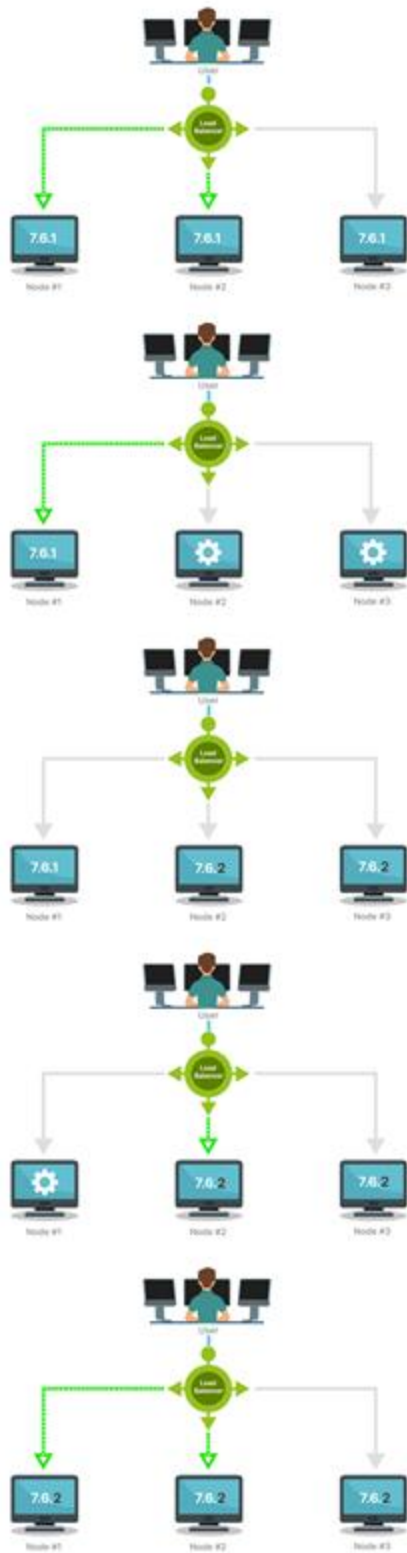 User
Load
Balancer
7.6.1
7.6.1
7.6.1
Node #1
Node #2
Node #3
User
Load
Balancer
7.6.1
Node #1
Node #2
Node #3
User
Load
Balancer
7.6.1
7.6.2
7.6.2
Node #1
Node #2
Node #3
User
Load
Balancer
7.6.2
7.6.2
Node #1
Node #2
Node #3
User
Load
Balancer
7.6.2
7.6.2
7.6.2
Node #1
Node #2
Node #3